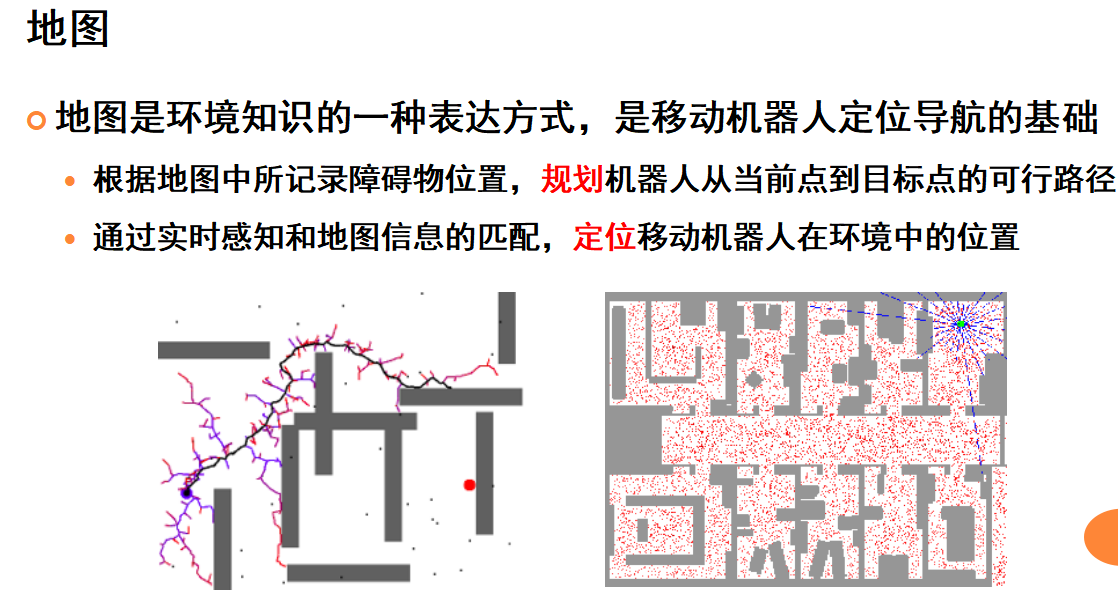 地图
地图是环境知识的一种表达方式，是移动机器人定位导航的基础
根据地图中所记录障碍物位置，规划机器人从当前点到目标点的可行路径
通过实时感知和地图信息的匹配，定位移动机器人在环境中的位置